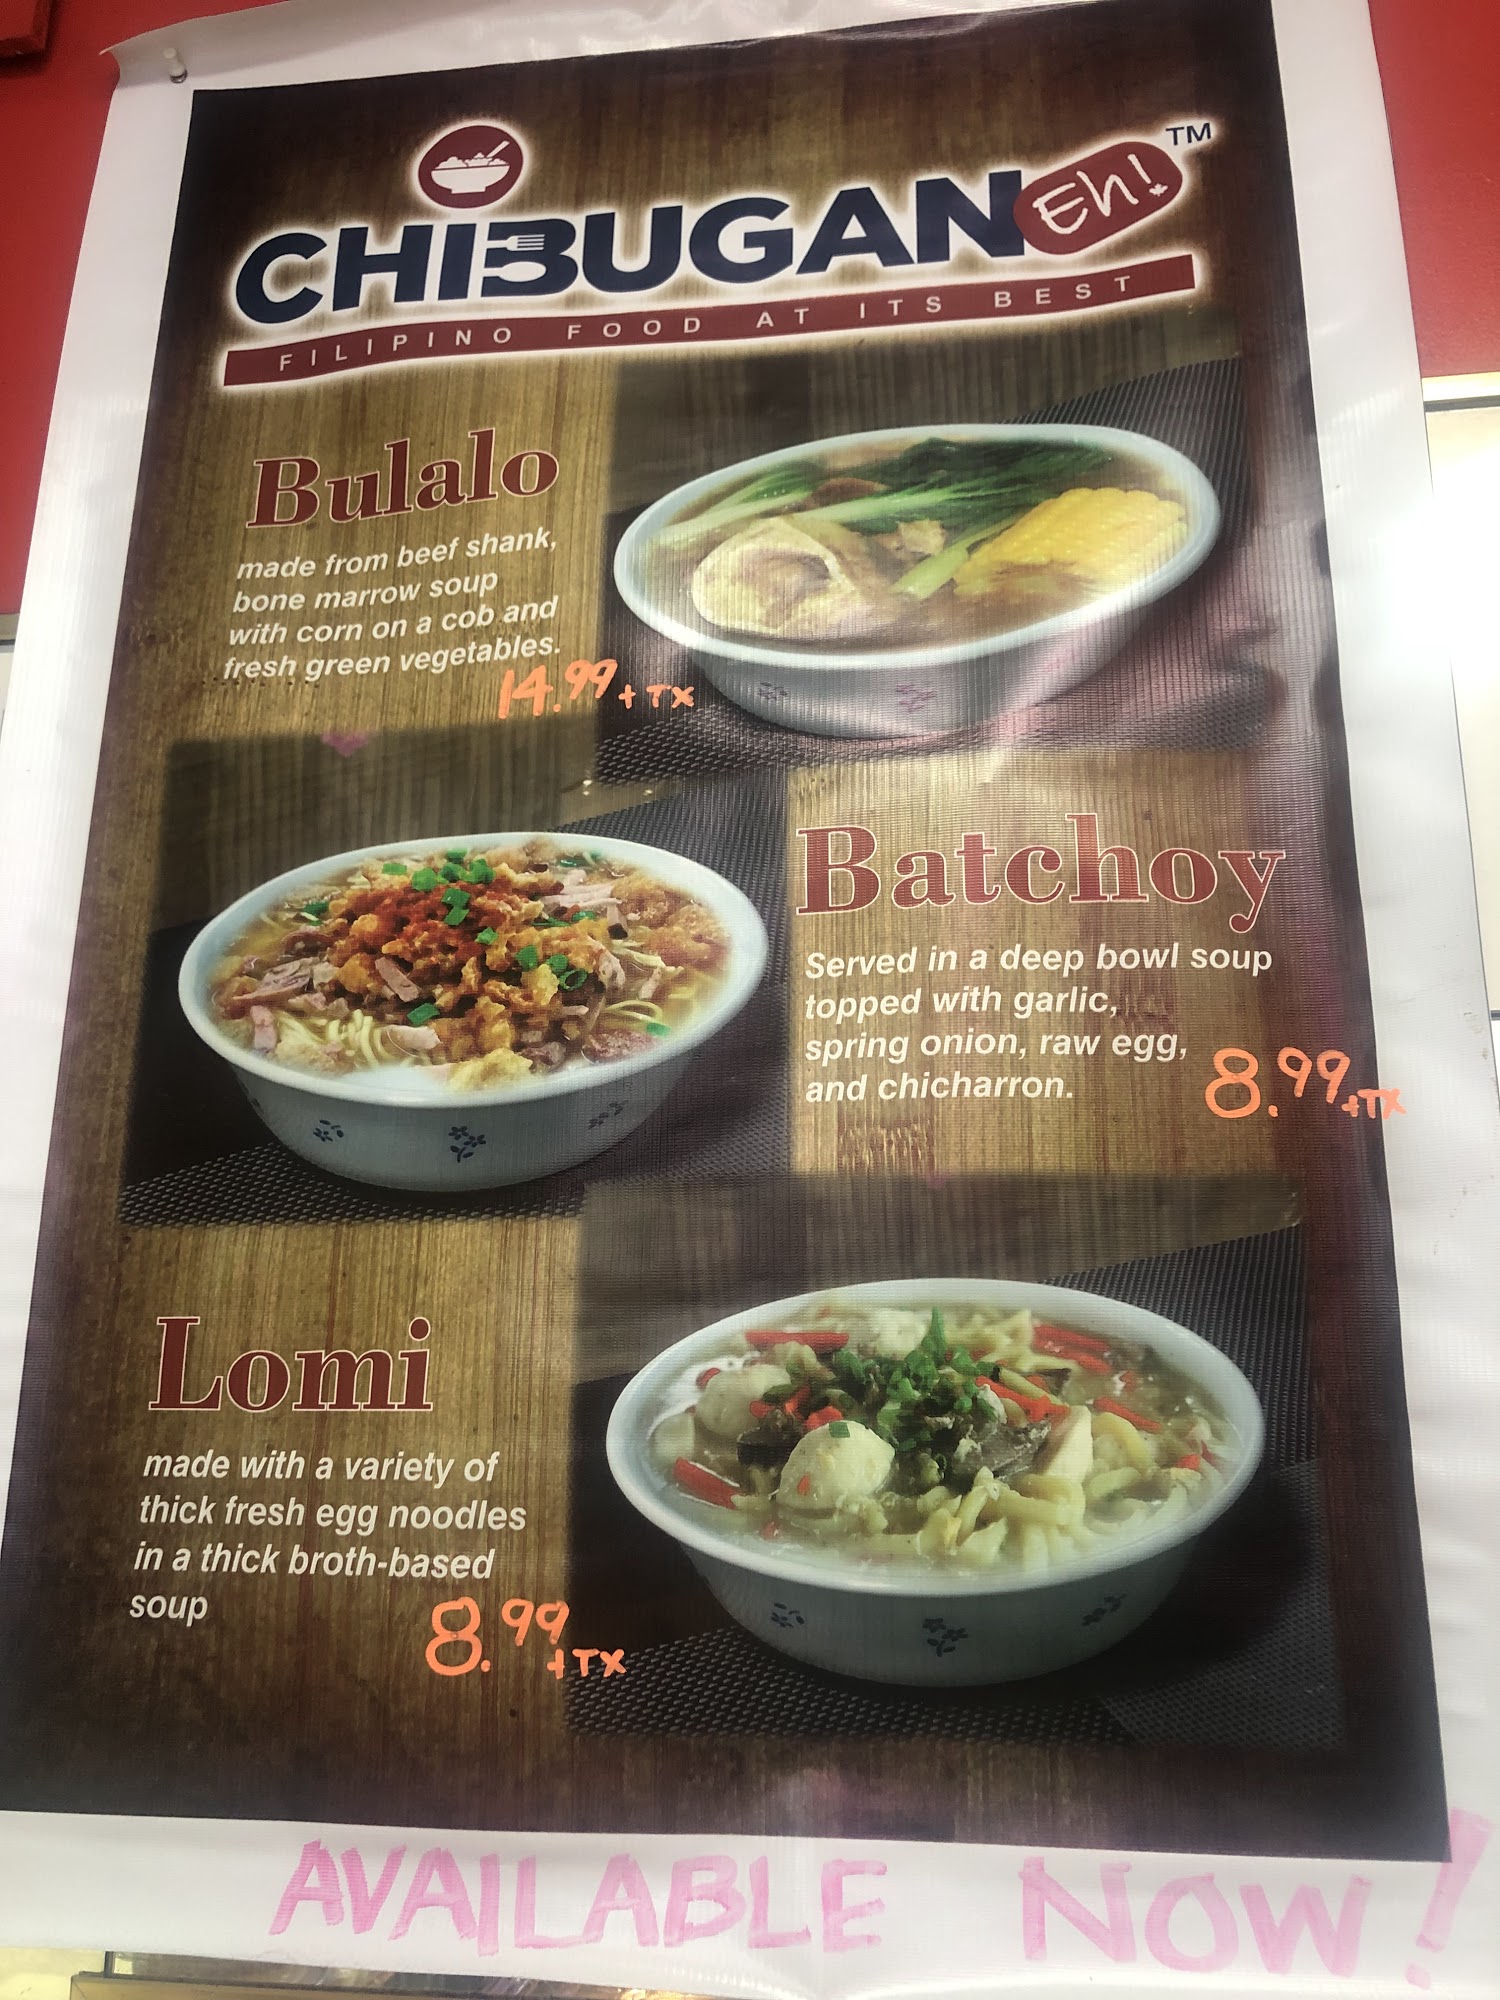 CHIBUGAN Eh! TM
FILIPINO FOOD AT ITS BEST
Bulalo
made from beef shank,
bone marrow soup
with corn on a cob and
fresh green vegetables.
14.99 + TX
Batchoy
Served in a deep bowl soup
topped with garlic,
spring onion, raw egg,
and chicharron.
8.99 + TX
Lomi
made with a variety of
thick fresh egg noodles
in a thick broth-based
soup
8.99 + TX
AVAILABLE NOW!